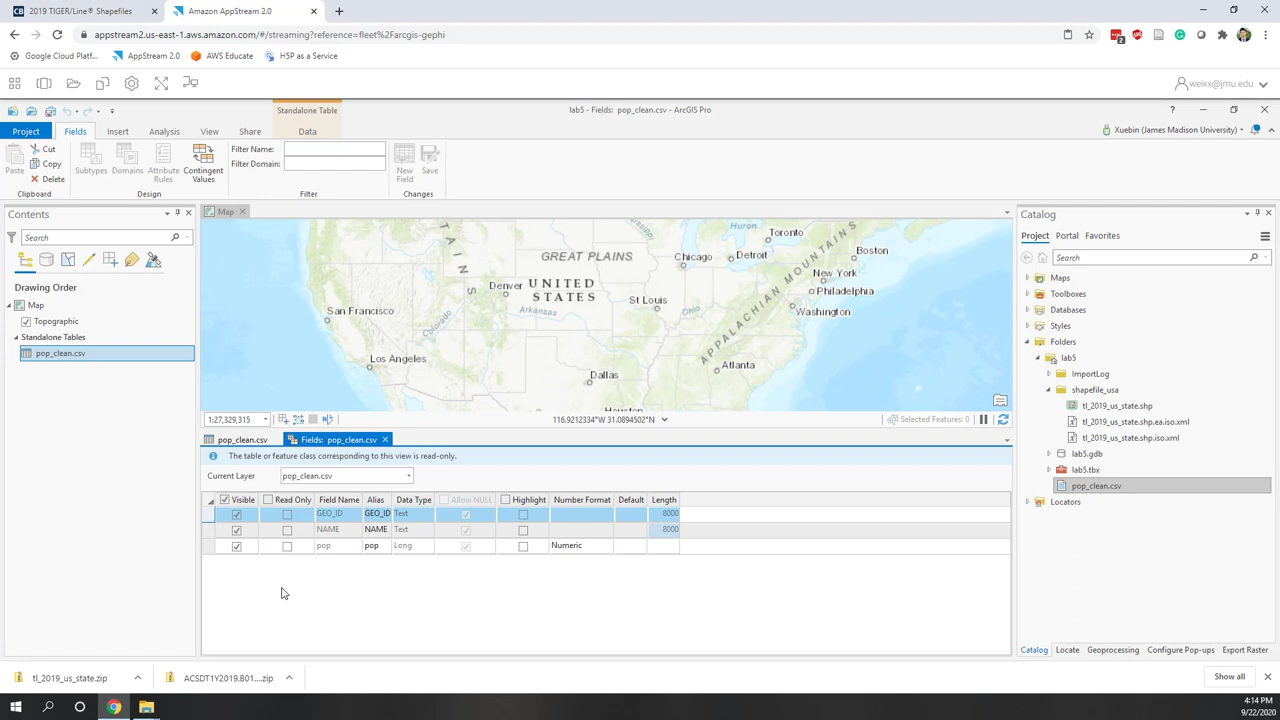 2019 TIGER/Line® Shapefiles
Amazon AppStream 2.0
appstream2.us-east-1.aws.amazon.com/#/streaming?reference=fleet%2Farcgis-gephi
Google Cloud Platf...
AppStream 2.0
AWS Educate
H5P as a Service
weixx@jmu.edu
Standalone Table
lab5 - Fields: pop_clean.csv - ArcGIS Pro
Project
Fields
Insert
Analysis
View
Share
Data
Xuebin (James Madison University)
Paste
Cut
Copy
Delete
Clipboard
Subtypes
Domains
Attribute Rules
Contingent Values
Design
Filter Name:
Filter Domain:
Filter
New Field
Save
Changes
Contents
Search
Drawing Order
Map
Topographic
Standalone Tables
pop_clean.csv
Map
GREAT PLAINS
UNITED STATES
APPALACHIAN MOUNTAINS
TAINS
Huron
Toronto
Boston
Chicago
Detroit
New York
Philadelphia
Washington
Denver
St Louis
Ohio
Arkansas
Colorado
San Francisco
Los Angeles
Dallas
Atlanta
Houston
1:27,329,315
116.9212334°W 31.0894502°N
Selected Features: 0
pop_clean.csv
Fields: pop_clean.csv
The table or feature class corresponding to this view is read-only.
Current Layer
pop_clean.csv
Visible Read Only Field Name Alias Data Type Allow NULL Highlight Number Format Default Length
GEO_ID GEO_ID Text 8000
NAME NAME Text 8000
pop pop Long Numeric
Catalog
Project
Portal
Favorites
Search
Maps
Toolboxes
Databases
Styles
Folders
lab5
ImportLog
shapefile_usa
tl_2019_us_state.shp
tl_2019_us_state.shp.ea.iso.xml
tl_2019_us_state.shp.iso.xml
lab5.gdb
lab5.tbx
pop_clean.csv
Locators
Catalog
Locate
Geoprocessing
Configure Pop-ups
Export Raster
tl_2019_us_state.zip
ACSDT1Y2019.B01....zip
Show all
4:14 PM
9/22/2020